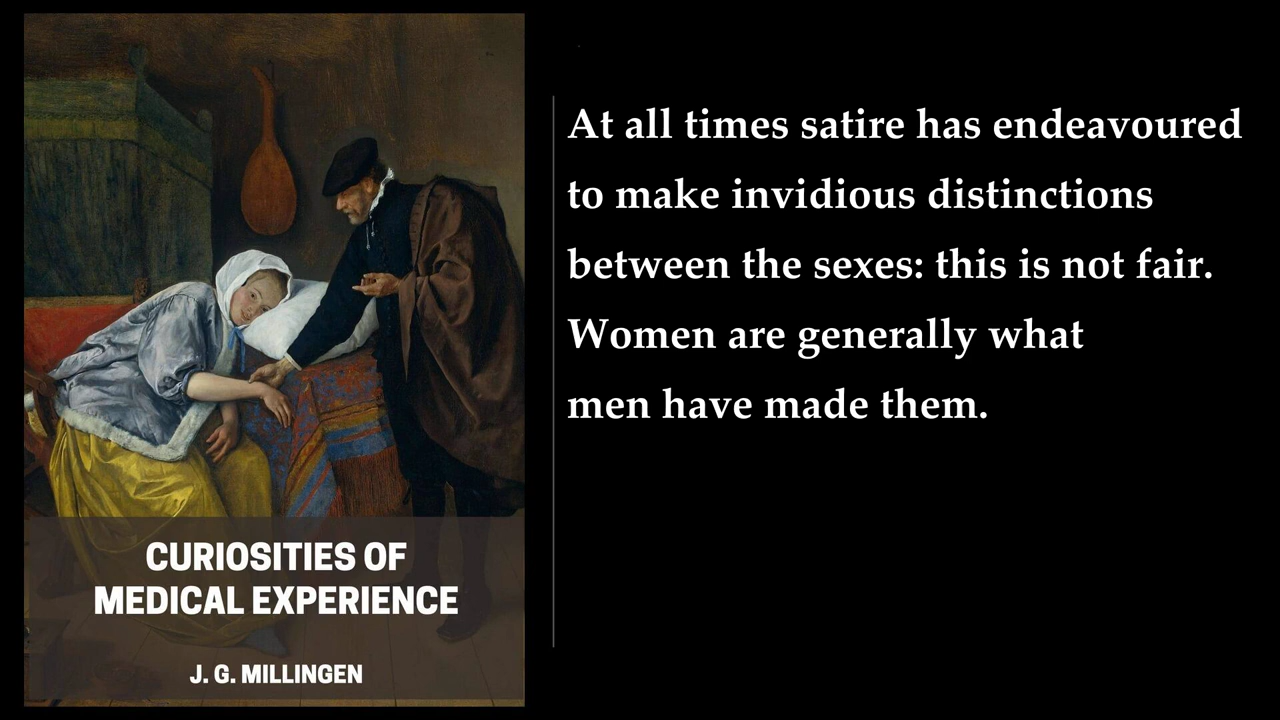 At all times satire has endeavoured
to make invidious distinctions
between the sexes: this is not fair.
Women are generally what
men have made them.
CURIOSITIES OF
MEDICAL EXPERIENCE
J. G. MILLINGEN